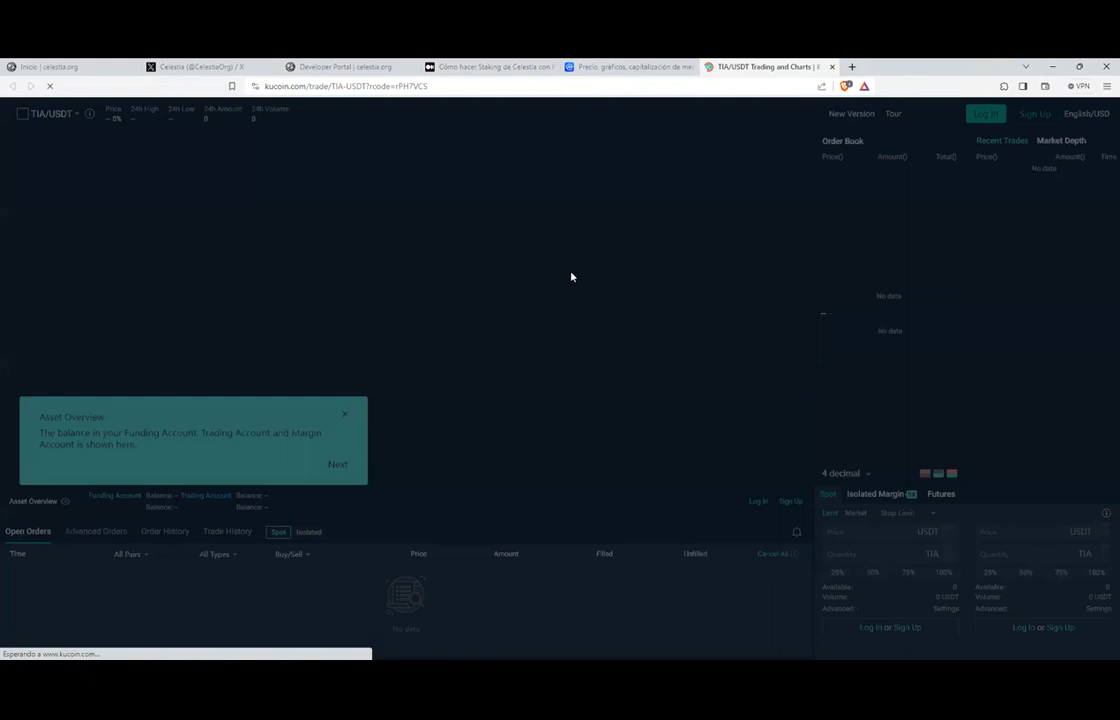 Inicio | celestia.org
Celestia (@CelestiaOrg) / X
Developer Portal | celestia.org
Cómo hacer Staking de Celestia con
Precio, gráficos, capitalización de me
TIA/USDT Trading and Charts |
kucoin.com/trade/TIA-USDT?rcode=rPH7VCS
VPN
TIA/USDT
Price
-- 0%
24h High
--
24h Low
--
24h Amount
0
24h Volume
0
New Version
Tour
Log In
Sign Up
English/USD
Order Book
Recent Trades
Market Depth
Price()
Amount()
Total()
Price()
Amount()
Time
No data
No data
--
No data
Asset Overview
The balance in your Funding Account, Trading Account and Margin
Account is shown here.
Next
4 decimal
Spot
Isolated Margin
Futures
Asset Overview
Funding Account
Balance: --
Balance: --
Trading Account
Balance: --
Balance: --
Log In
Sign Up
Limit
Market
Stop Limit
Open Orders
Advanced Orders
Order History
Trade History
Spot
Isolated
Price
USDT
Price
USDT
Time
All Pairs
All Types
Buy/Sell
Price
Amount
Filled
Unfilled
Cancel All
Quantity
TIA
Quantity
TIA
25%
50%
75%
100%
25%
50%
75%
100%
Available:
0
Available:
0
Volume:
0 USDT
Volume:
0 USDT
Advanced:
Settings
Advanced:
Settings
No data
Log In or Sign Up
Log In or Sign Up
Esperando a www.kucoin.com...